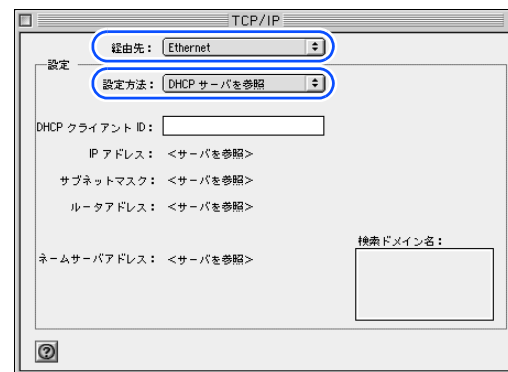 TCP/IP
経由先： Ethernet
設定
設定方法： DHCP サーバを参照
DHCP クライアント ID：
IP アドレス： <サーバを参照>
サブネットマスク： <サーバを参照>
ルータアドレス： <サーバを参照>
検索ドメイン名：
ネームサーバアドレス： <サーバを参照>
?